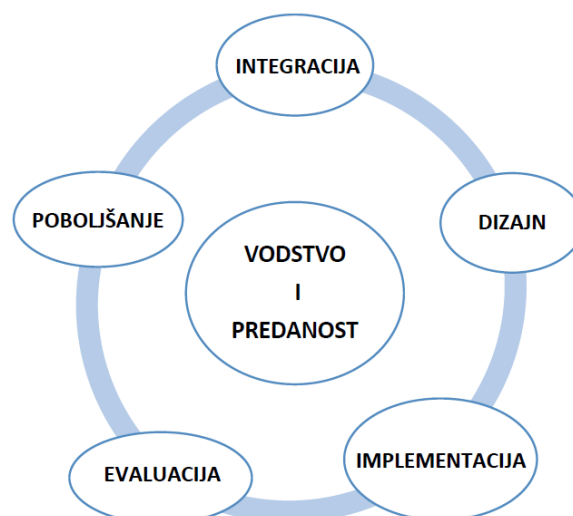 INTEGRACIJA
DIZAJN
IMPLEMENTACIJA
EVALUACIJA
POBOLJŠANJE
VODSTVO
I
PREDANOST